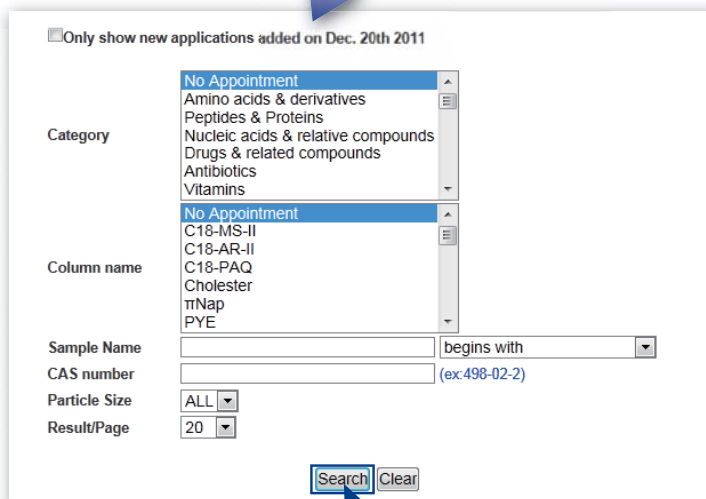 Only show new applications added on Dec. 20th 2011
Category
No Appointment
Amino acids & derivatives
Peptides & Proteins
Nucleic acids & relative compounds
Drugs & related compounds
Antibiotics
Vitamins
Column name
No Appointment
C18-MS-II
C18-AR-II
C18-PAQ
Cholester
πNap
PYE
Sample Name begins with
CAS number (ex:498-02-2)
Particle Size ALL
Result/Page 20
Search Clear